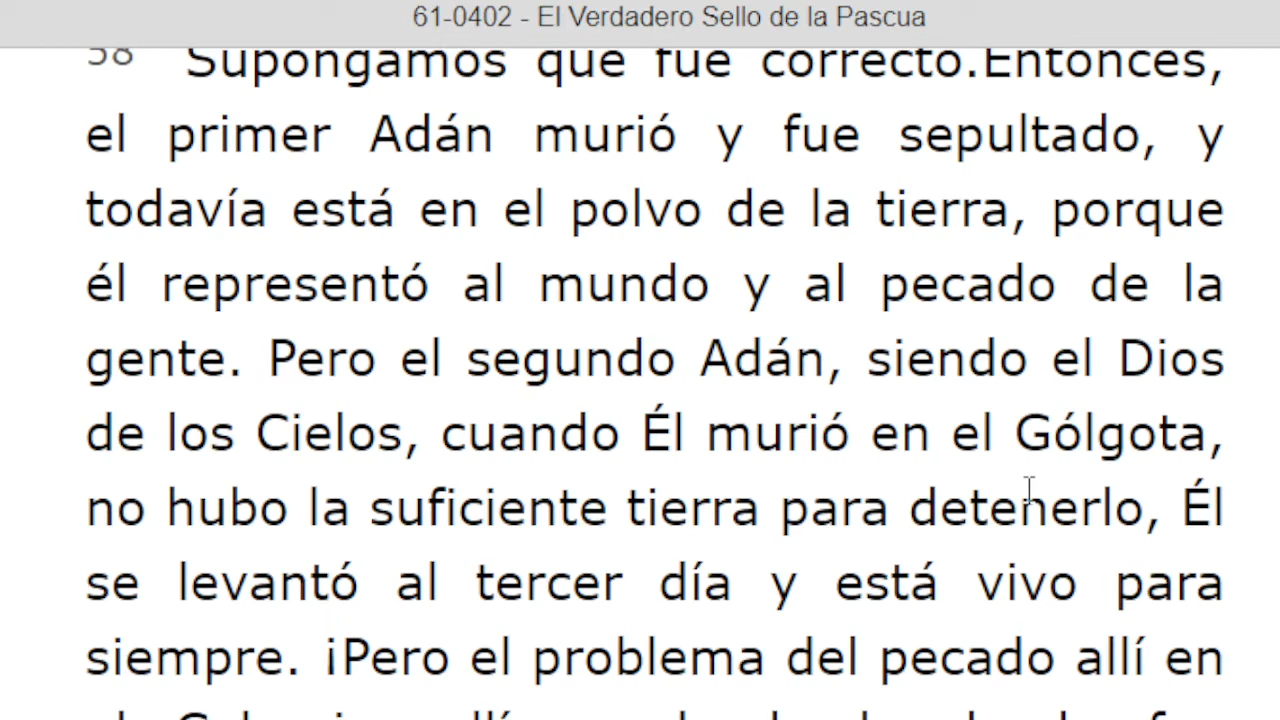 61-0402 - El Verdadero Sello de la Pascua
58 Supongamos que fue correcto.Entonces,
el primer Adán murió y fue sepultado, y
todavía está en el polvo de la tierra, porque
él representó al mundo y al pecado de la
gente. Pero el segundo Adán, siendo el Dios
de los Cielos, cuando Él murió en el Gólgota,
no hubo la suficiente tierra para detenerlo, Él
se levantó al tercer día y está vivo para
siempre. ¡Pero el problema del pecado allí en